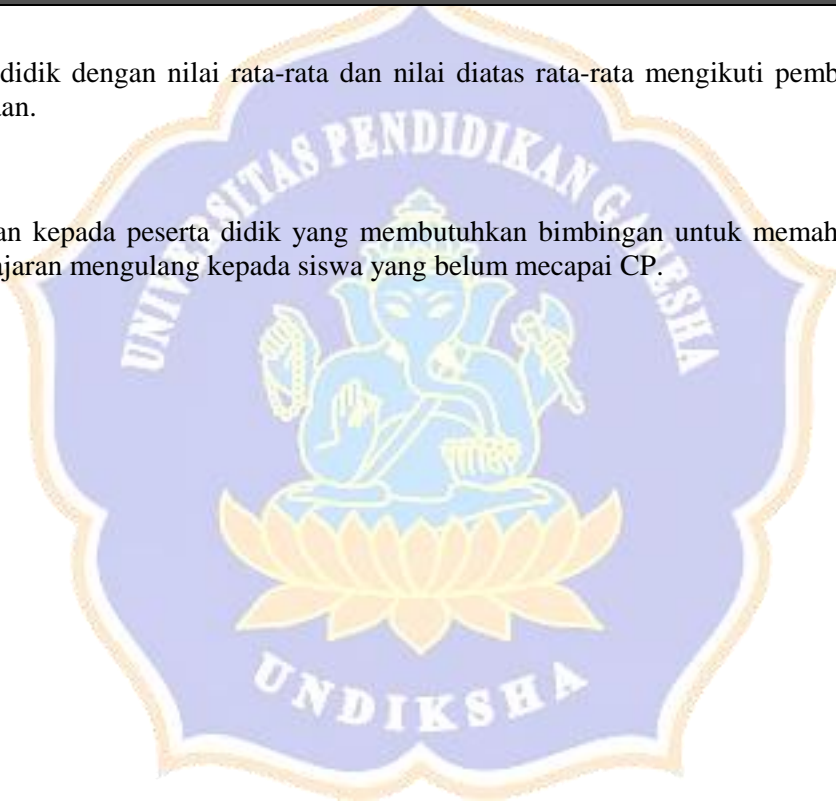 didik dengan nilai rata-rata dan nilai diatas rata-rata mengikuti pemb
an.
UNIVERSITAS PENDIDIKAN GANESHA
an kepada peserta didik yang membutuhkan bimbingan untuk memah
ajaran mengulang kepada siswa yang belum mecapai CP.
UNDIKSHA